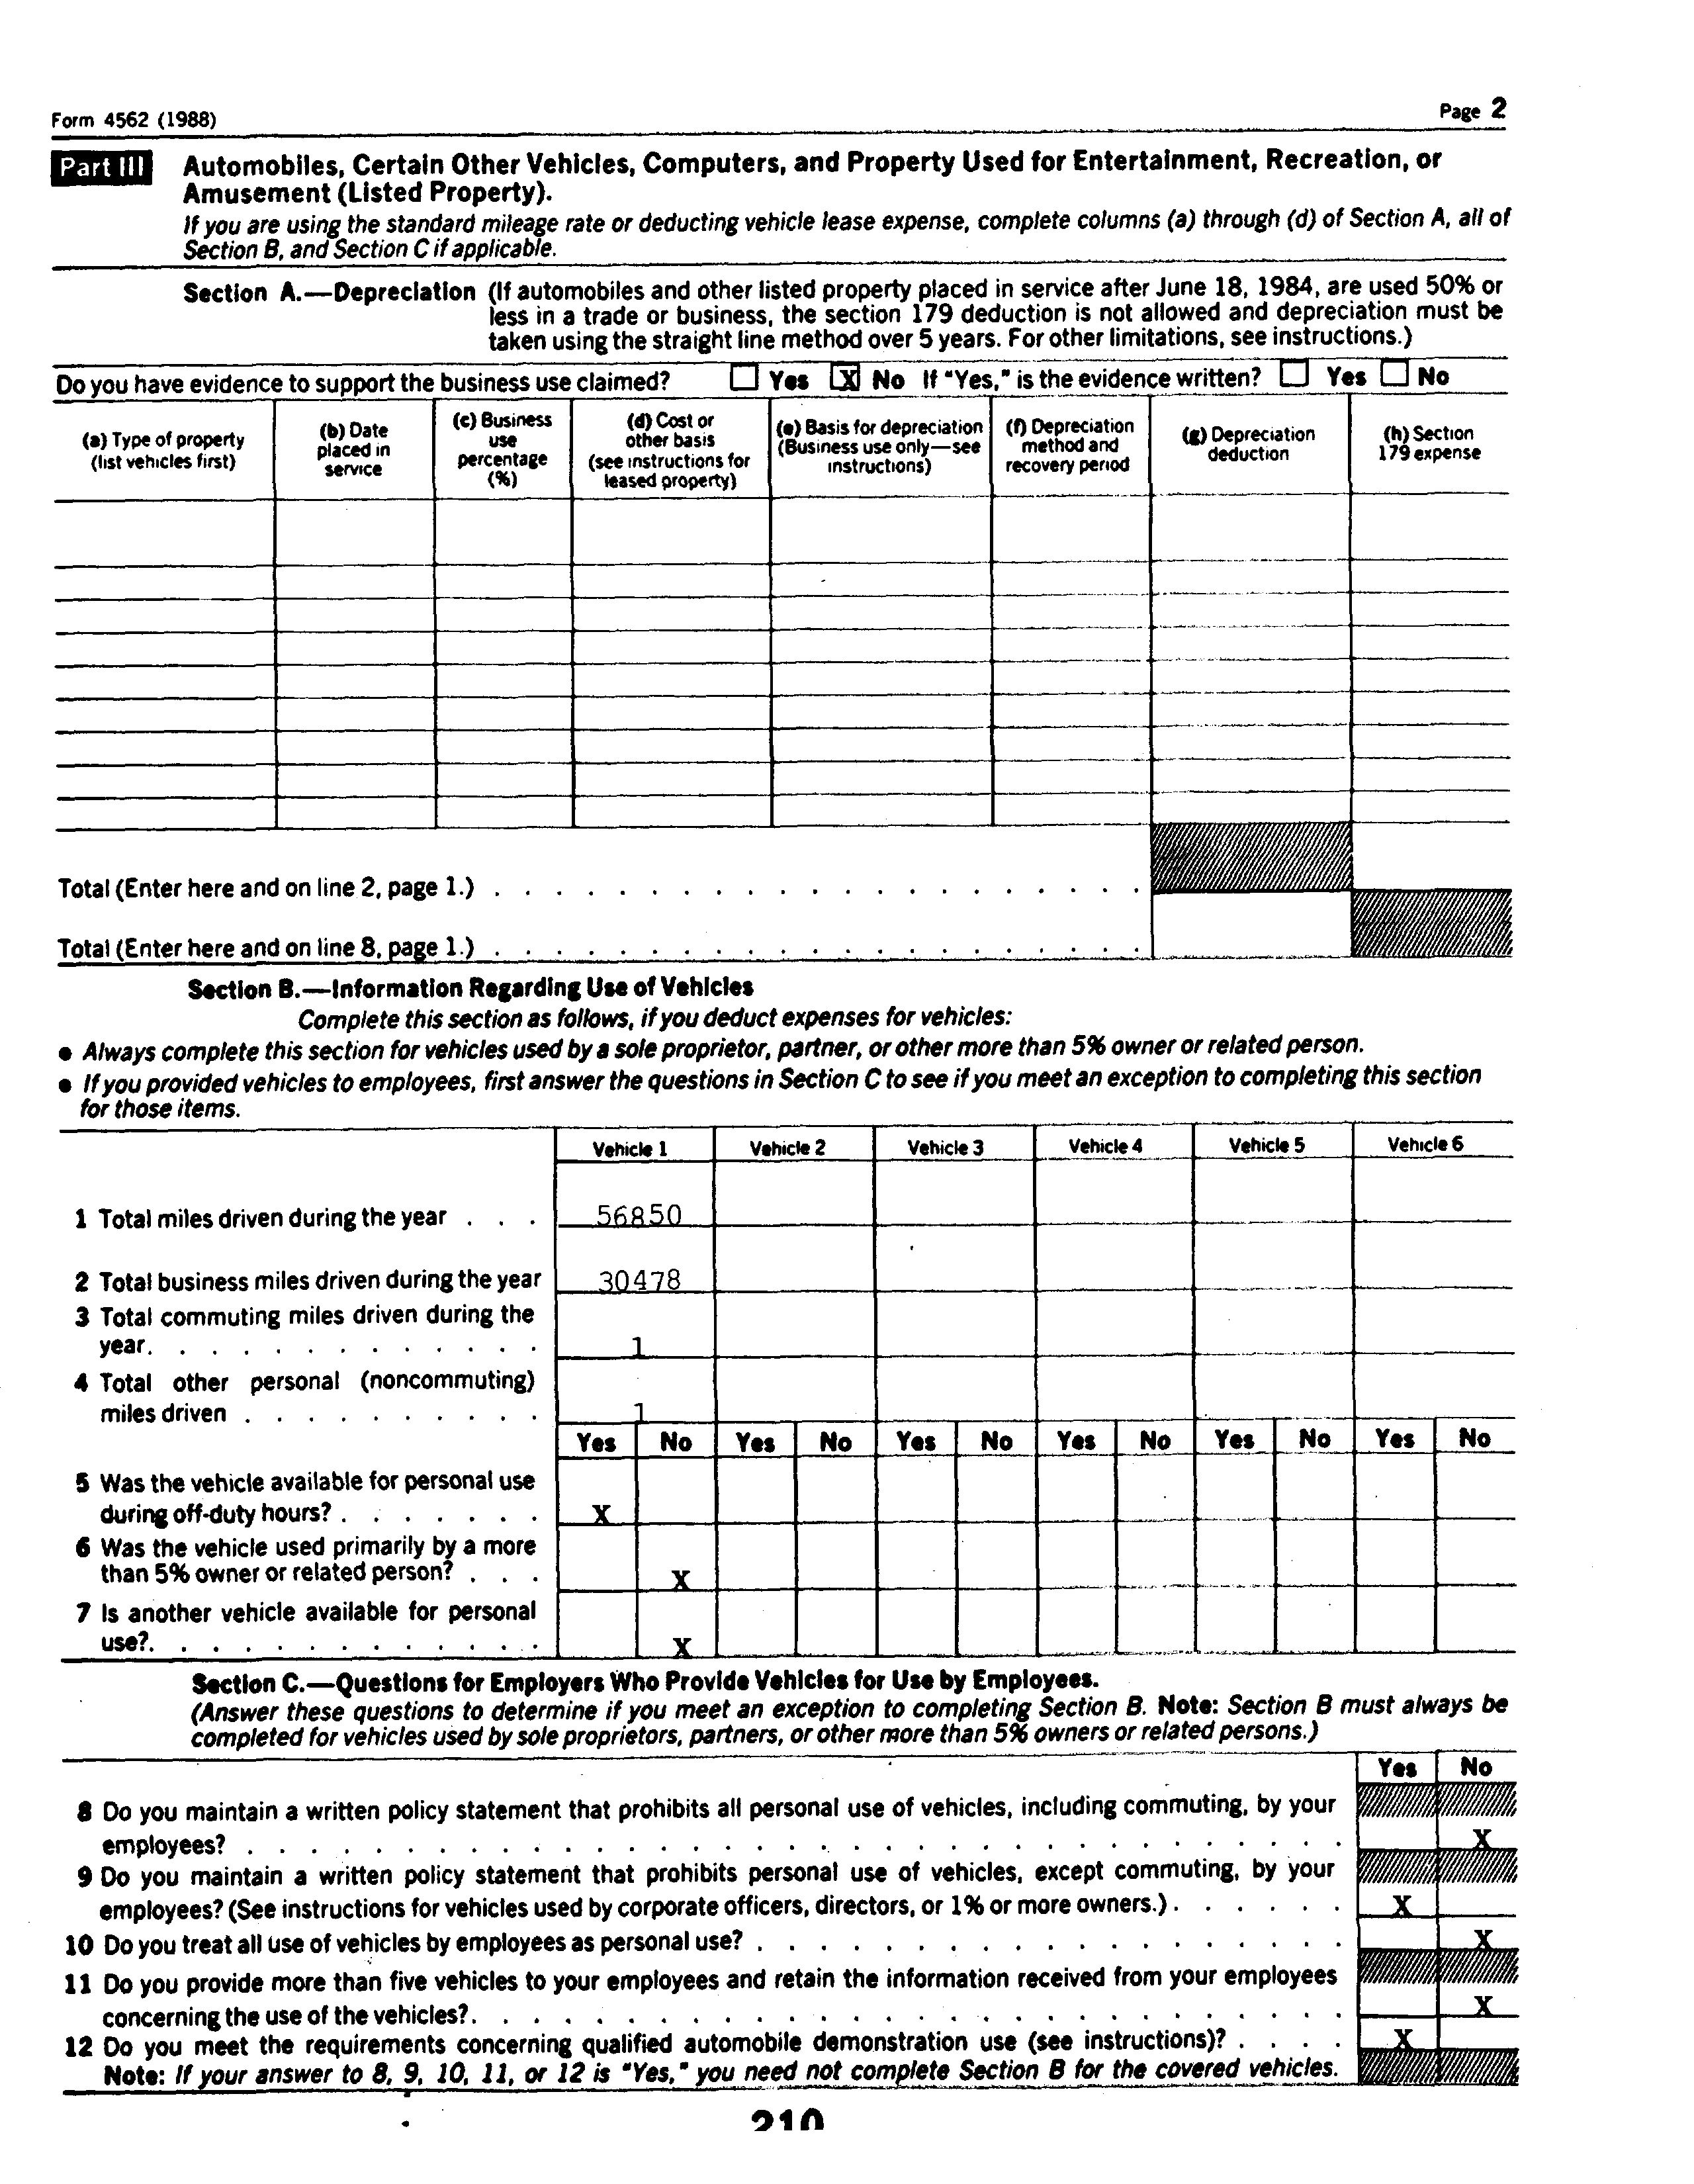 Form 4562 (1988)
Page 2
Part III Automobiles, Certain Other Vehicles, Computers, and Property Used for Entertainment, Recreation, or
Amusement (Listed Property).
If you are using the standard mileage rate or deducting vehicle lease expense, complete columns (a) through (d) of Section A, all of
Section B, and Section C if applicable.
Section A.—Depreciation (If automobiles and other listed property placed in service after June 18, 1984, are used 50% or
less in a trade or business, the section 179 deduction is not allowed and depreciation must be
taken using the straight line method over 5 years. For other limitations, see instructions.)
Do you have evidence to support the business use claimed? Yes X No If "Yes," is the evidence written? Yes No
(a) Type of property
(list vehicles first)
(b) Date
placed in
service
(c) Business
use
percentage
(%)
(d) Cost or
other basis
(see instructions for
leased property)
(e) Basis for depreciation
(Business use only—see
instructions)
(f) Depreciation
method and
recovery period
(g) Depreciation
deduction
(h) Section
179 expense
Total (Enter here and on line 2, page 1.) . . . . . . . . . . . . . . . . . . . . .
Total (Enter here and on line 8, page 1.) . . . . . . . . . . . . . . . . . . . . .
Section B.—Information Regarding Use of Vehicles
Complete this section as follows, if you deduct expenses for vehicles:
● Always complete this section for vehicles used by a sole proprietor, partner, or other more than 5% owner or related person.
● If you provided vehicles to employees, first answer the questions in Section C to see if you meet an exception to completing this section
for those items.
Vehicle 1 Vehicle 2 Vehicle 3 Vehicle 4 Vehicle 5 Vehicle 6
1 Total miles driven during the year . . . 56850
2 Total business miles driven during the year 30478
3 Total commuting miles driven during the
year. . . . . . . . . . . . . 1
4 Total other personal (noncommuting)
miles driven . . . . . . . . . . 1
Yes No Yes No Yes No Yes No Yes No Yes No
5 Was the vehicle available for personal use
during off-duty hours? . . . . . . . X
6 Was the vehicle used primarily by a more
than 5% owner or related person? . . . X
7 Is another vehicle available for personal
use?. . . . . . . . . . . . . X
Section C.—Questions for Employers Who Provide Vehicles for Use by Employees.
(Answer these questions to determine if you meet an exception to completing Section B. Note: Section B must always be
completed for vehicles used by sole proprietors, partners, or other more than 5% owners or related persons.)
Yes No
8 Do you maintain a written policy statement that prohibits all personal use of vehicles, including commuting, by your
employees? . . . . . . . . . . . . . . . . . . . . . . . . . . . . . . . . X
9 Do you maintain a written policy statement that prohibits personal use of vehicles, except commuting, by your
employees? (See instructions for vehicles used by corporate officers, directors, or 1% or more owners.) . . . . . . X
10 Do you treat all use of vehicles by employees as personal use? . . . . . . . . . . . . . . . . . . . X
11 Do you provide more than five vehicles to your employees and retain the information received from your employees
concerning the use of the vehicles?. . . . . . . . . . . . . . . . . . . . . . . . . . . . X
12 Do you meet the requirements concerning qualified automobile demonstration use (see instructions)? . . . . X
Note: If your answer to 8, 9, 10, 11, or 12 is "Yes," you need not complete Section B for the covered vehicles.
210